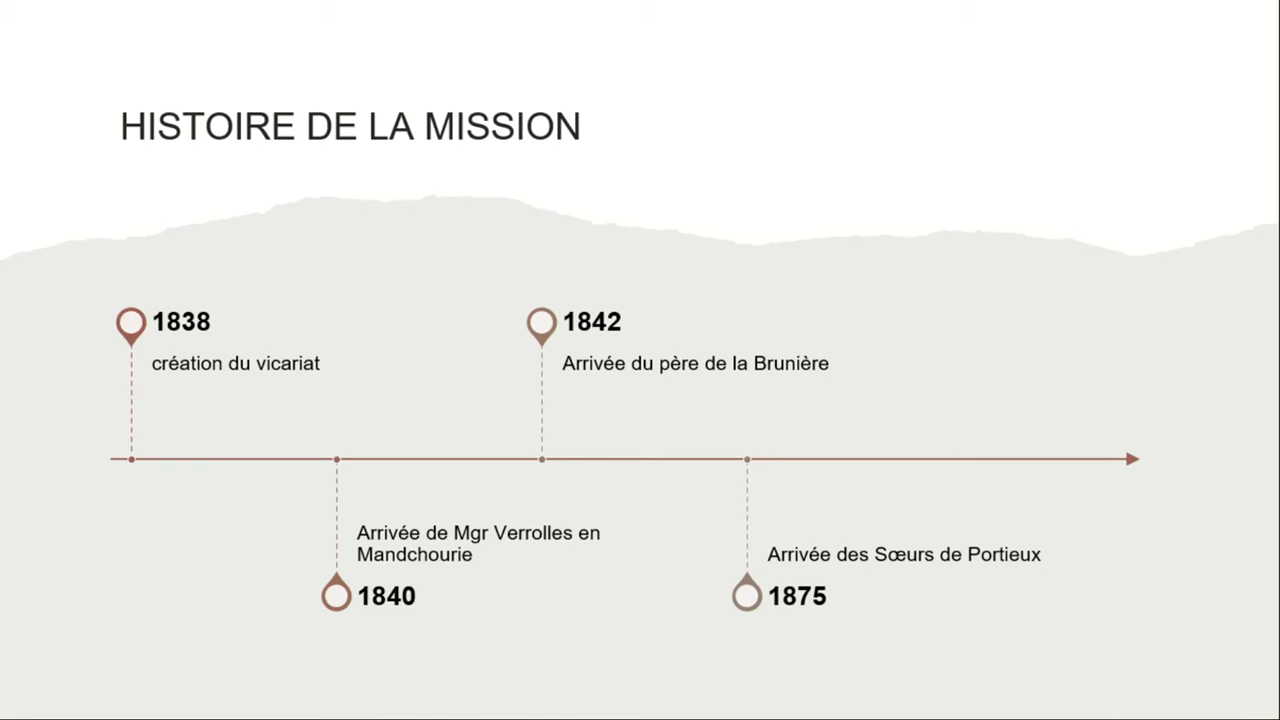 HISTOIRE DE LA MISSION
1838
création du vicariat
1842
Arrivée du père de la Brunière
Arrivée de Mgr Verrolles en
Mandchourie
1840
Arrivée des Sœurs de Portieux
1875